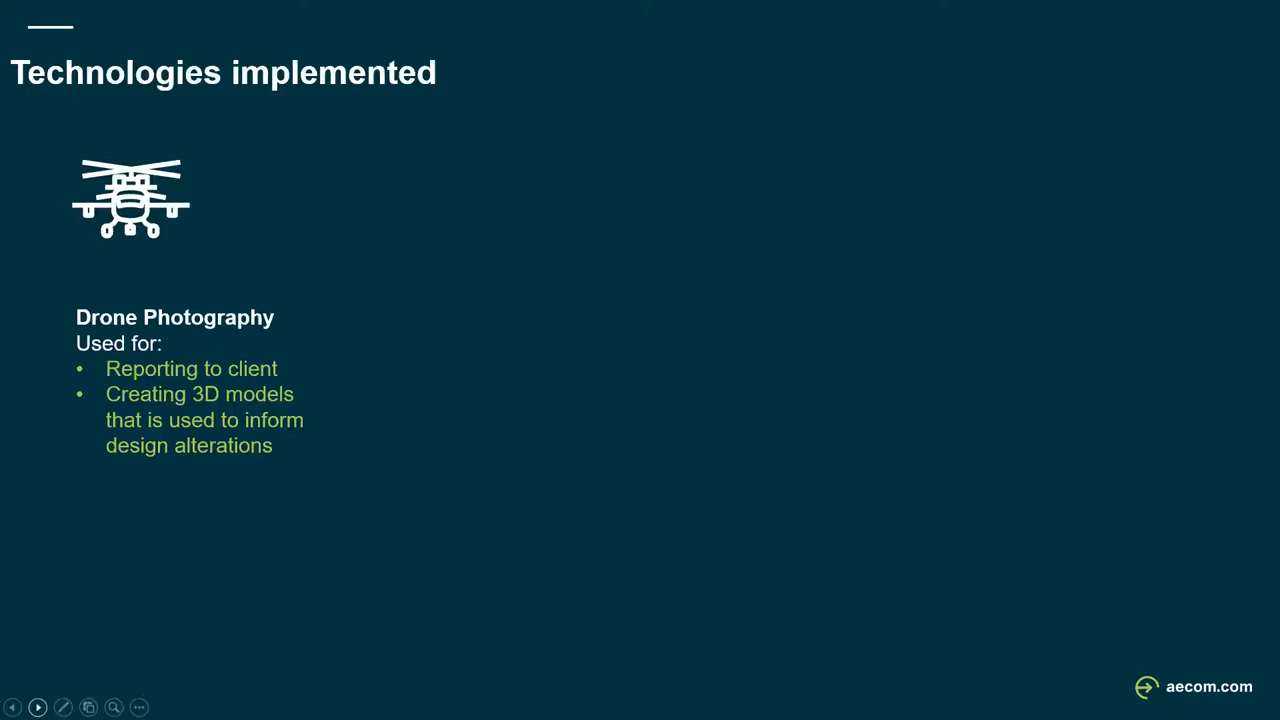 Technologies implemented
Drone Photography
Used for:
• Reporting to client
• Creating 3D models
that is used to inform
design alterations
aecom.com